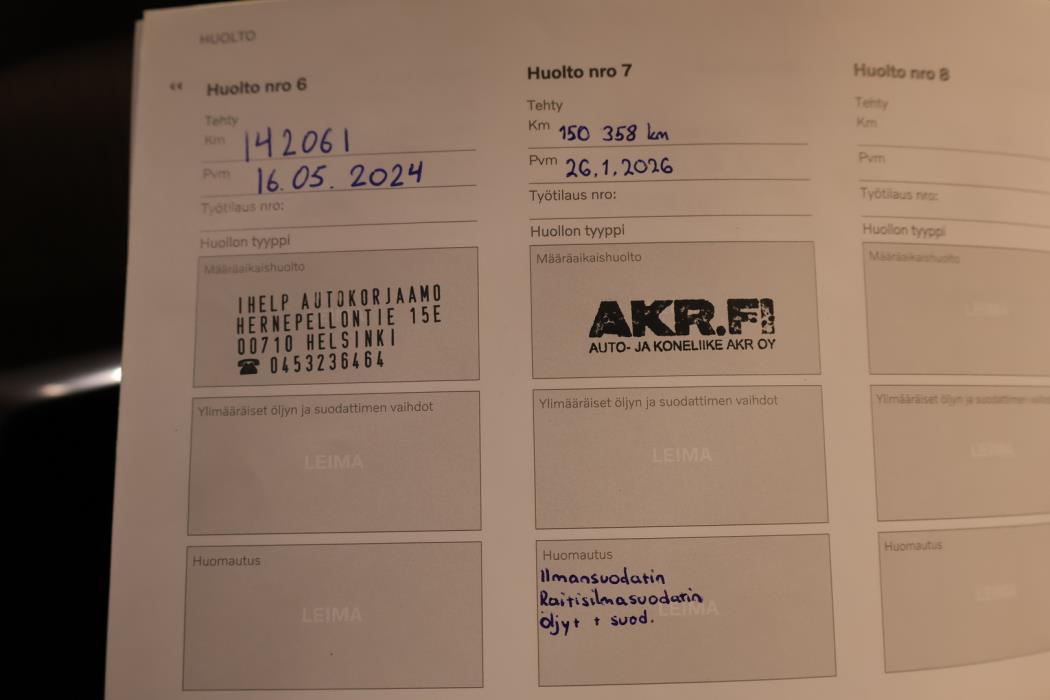 HUOLTO
Huolto nro 6
Tehty
Km 142061
Pvm 16.05.2024
Työtilaus nro:
Huollon tyyppi
Määräaikaishuolto
IHELP AUTOKORJAAMO
HERNEPELLONTIE 15E
00710 HELSINKI
☎ 0453236464
Ylimääräiset öljyn ja suodattimen vaihdot
LEIMA
Huomautus
LEIMA
Huolto nro 7
Tehty
Km 150 358 km
Pvm 26.1.2026
Työtilaus nro:
Huollon tyyppi
Määräaikaishuolto
AKR.FI
AUTO- JA KONELIIKE AKR OY
Ylimääräiset öljyn ja suodattimen vaihdot
LEIMA
Huomautus
Ilmansuodatin
Raitisilmasuodatin
Öljyt + suod.
LEIMA
Huolto nro 8
Tehty
Km
Pvm
Työtilaus nro:
Huollon tyyppi
Määräaikaishuolto
LEIMA
Ylimääräiset öljyn ja suodattimen
LEIMA
Huomautus
LEIMA